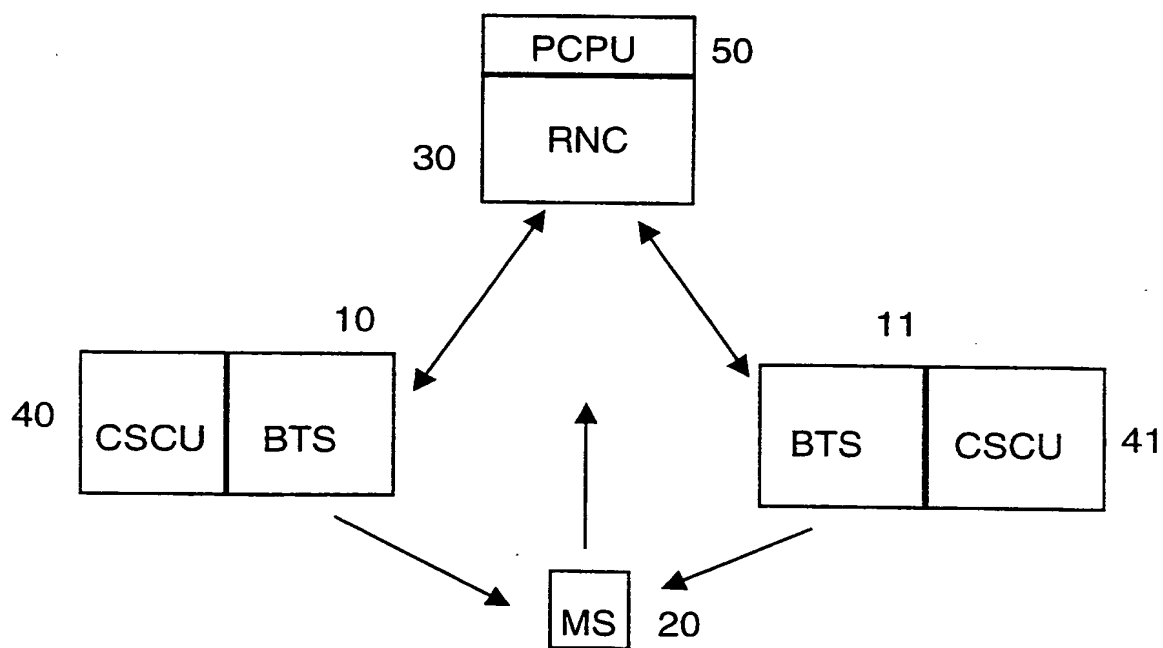 PCPU 50
RNC
30
10
11
40 CSCU BTS
BTS CSCU 41
MS 20